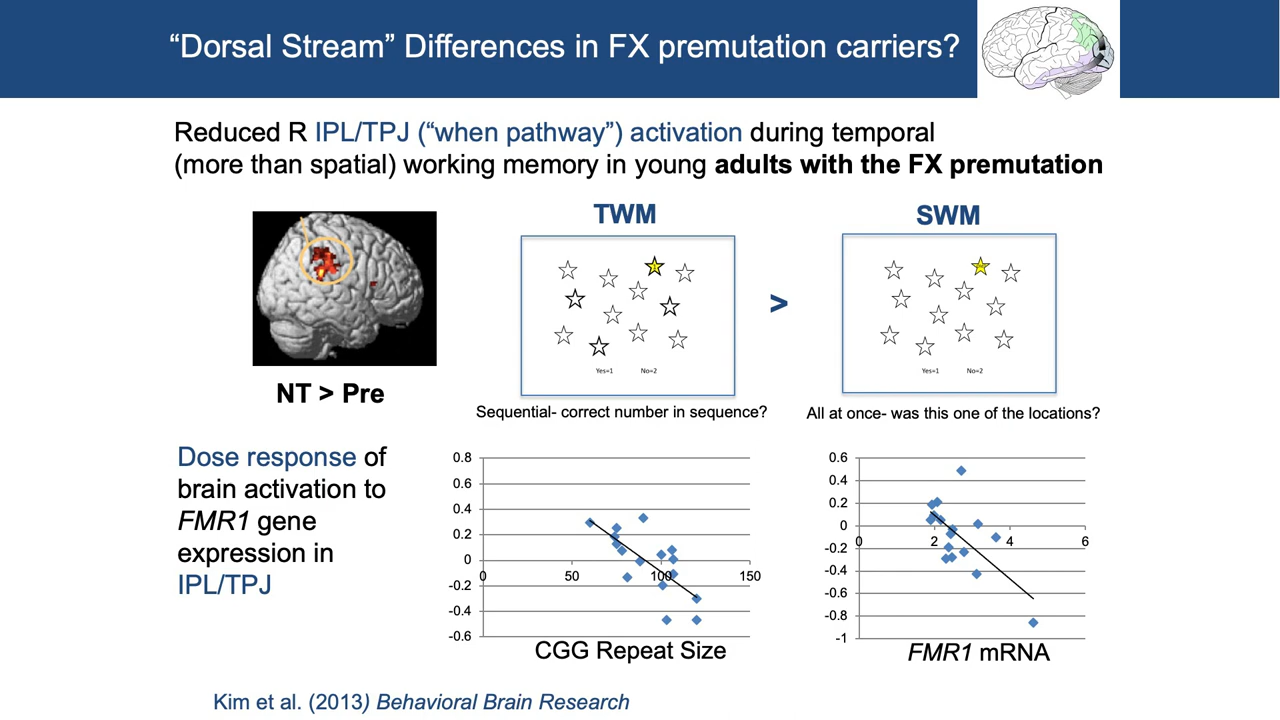 “Dorsal Stream” Differences in FX premutation carriers?
Reduced R IPL/TPJ (“when pathway”) activation during temporal
(more than spatial) working memory in young adults with the FX premutation
TWM
SWM
>
Yes=1 No=2
Yes=1 No=2
NT > Pre
Sequential- correct number in sequence?
All at once- was this one of the locations?
Dose response of
brain activation to
FMR1 gene
expression in
IPL/TPJ
0.8
0.6
0.4
0.2
0
-0.2
-0.4
-0.6
0 50 100 150
CGG Repeat Size
0.6
0.4
0.2
0
-0.2
-0.4
-0.6
-0.8
-1
0 2 4 6
FMR1 mRNA
Kim et al. (2013) Behavioral Brain Research